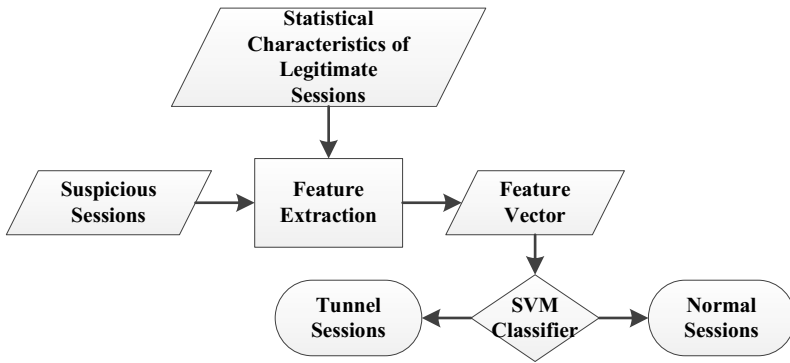 Statistical
Characteristics of
Legitimate
Sessions
Suspicious
Sessions
Feature
Extraction
Feature
Vector
Tunnel
Sessions
SVM
Classifier
Normal
Sessions